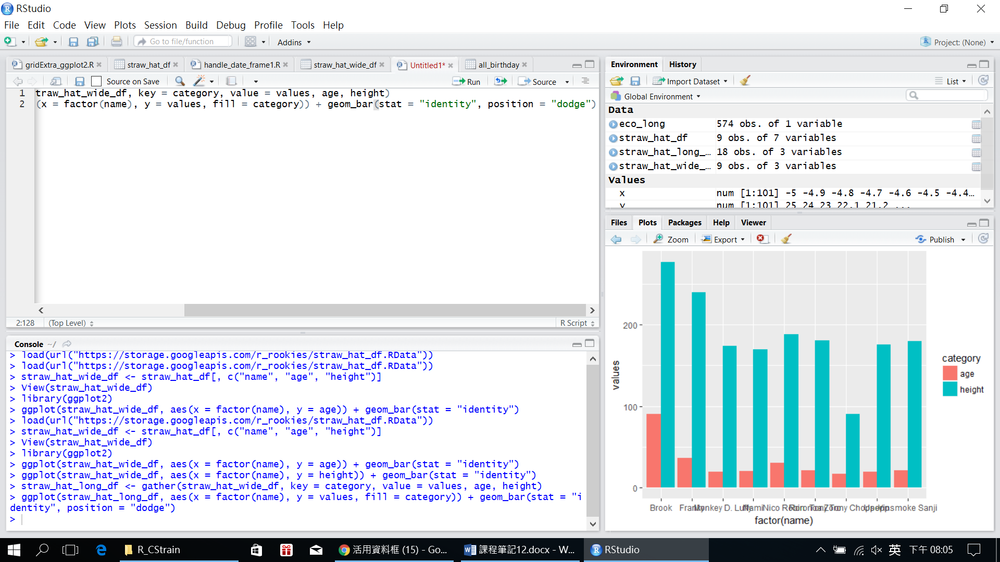 RStudio
File Edit Code View Plots Session Build Debug Profile Tools Help
Go to file/function Addins Project: (None)
gridExtra_ggplot2.R straw_hat_df handle_date_frame1.R straw_hat_wide_df Untitled1* all_birthday
Source on Save Run Source
1 traw_hat_wide_df, key = category, value = values, age, height)
2 (x = factor(name), y = values, fill = category)) + geom_bar(stat = "identity", position = "dodge")
2:128 (Top Level) R Script
Console ~/
> load(url("https://storage.googleapis.com/r_rookies/straw_hat_df.RData"))
> load(url("https://storage.googleapis.com/r_rookies/straw_hat_df.RData"))
> straw_hat_wide_df <- straw_hat_df[, c("name", "age", "height")]
> View(straw_hat_wide_df)
> library(ggplot2)
> ggplot(straw_hat_wide_df, aes(x = factor(name), y = age)) + geom_bar(stat = "identity")
> load(url("https://storage.googleapis.com/r_rookies/straw_hat_df.RData"))
> straw_hat_wide_df <- straw_hat_df[, c("name", "age", "height")]
> View(straw_hat_wide_df)
> library(ggplot2)
> ggplot(straw_hat_wide_df, aes(x = factor(name), y = age)) + geom_bar(stat = "identity")
> ggplot(straw_hat_wide_df, aes(x = factor(name), y = height)) + geom_bar(stat = "identity")
> straw_hat_long_df <- gather(straw_hat_wide_df, key = category, value = values, age, height)
> ggplot(straw_hat_long_df, aes(x = factor(name), y = values, fill = category)) + geom_bar(stat = "i
dentity", position = "dodge")
>
Environment History
Import Dataset List
Global Environment
Data
eco_long 574 obs. of 1 variable
straw_hat_df 9 obs. of 7 variables
straw_hat_long_… 18 obs. of 3 variables
straw_hat_wide_… 9 obs. of 3 variables
Values
x num [1:101] -5 -4.9 -4.8 -4.7 -4.6 -4.5 -4.4…
y num [1:101] 25 24 23 22.1 21.2 ...
Files Plots Packages Help Viewer
Zoom Export Publish
200
100
0
values
Brook Franky Monkey D. Luffy Nami Nico Robin Roronoa Zoro Tony Tony Chopper Usopp Vinsmoke Sanji
factor(name)
category
age
height
R_CStrain 活用資料框 (15) - Go... 課程筆記12.docx - W... RStudio 英 下午 08:05